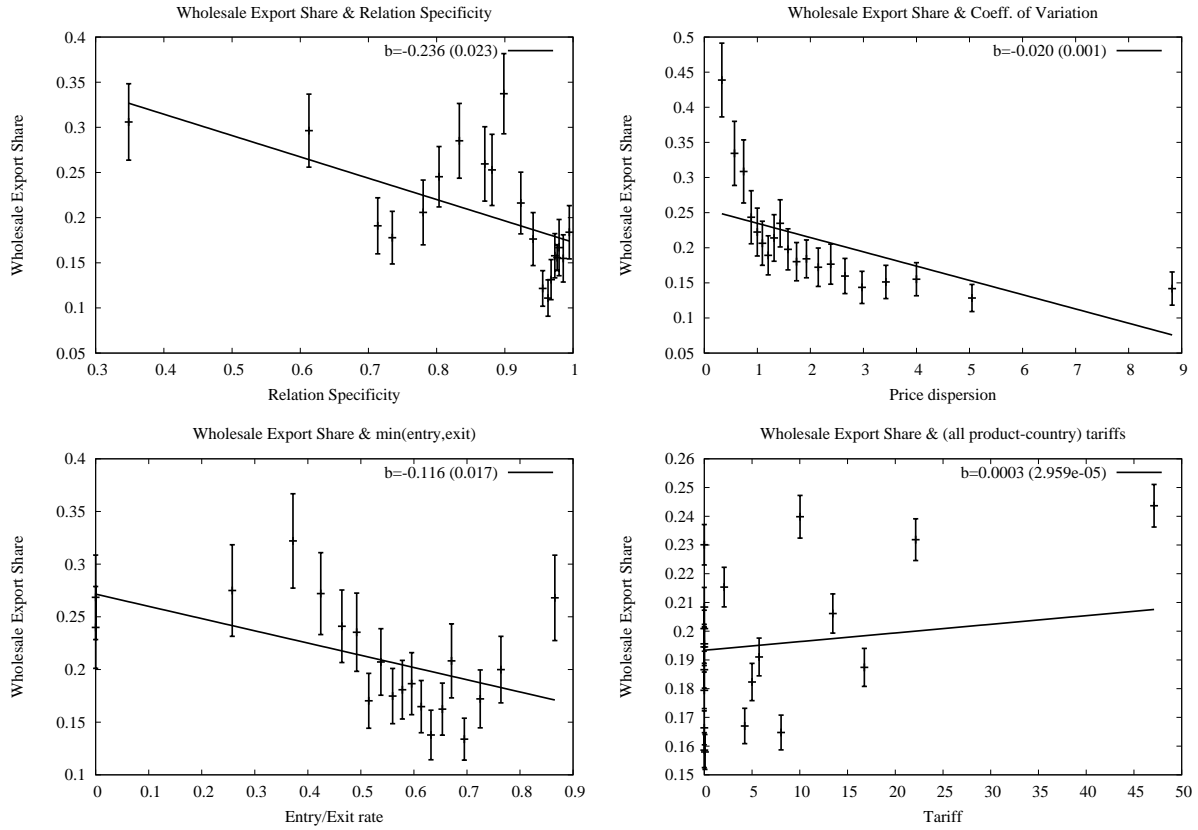 Wholesale Export Share & Relation Specificity
b=-0.236 (0.023)
Wholesale Export Share
0.4
0.35
0.3
0.25
0.2
0.15
0.1
0.05
0.3 0.4 0.5 0.6 0.7 0.8 0.9 1
Relation Specificity
Wholesale Export Share & Coeff. of Variation
b=-0.020 (0.001)
Wholesale Export Share
0.5
0.45
0.4
0.35
0.3
0.25
0.2
0.15
0.1
0.05
0 1 2 3 4 5 6 7 8 9
Price dispersion
Wholesale Export Share & min(entry,exit)
b=-0.116 (0.017)
Wholesale Export Share
0.4
0.35
0.3
0.25
0.2
0.15
0.1
0 0.1 0.2 0.3 0.4 0.5 0.6 0.7 0.8 0.9
Entry/Exit rate
Wholesale Export Share & (all product-country) tariffs
b=0.0003 (2.959e-05)
Wholesale Export Share
0.26
0.25
0.24
0.23
0.22
0.21
0.2
0.19
0.18
0.17
0.16
0.15
0 5 10 15 20 25 30 35 40 45 50
Tariff